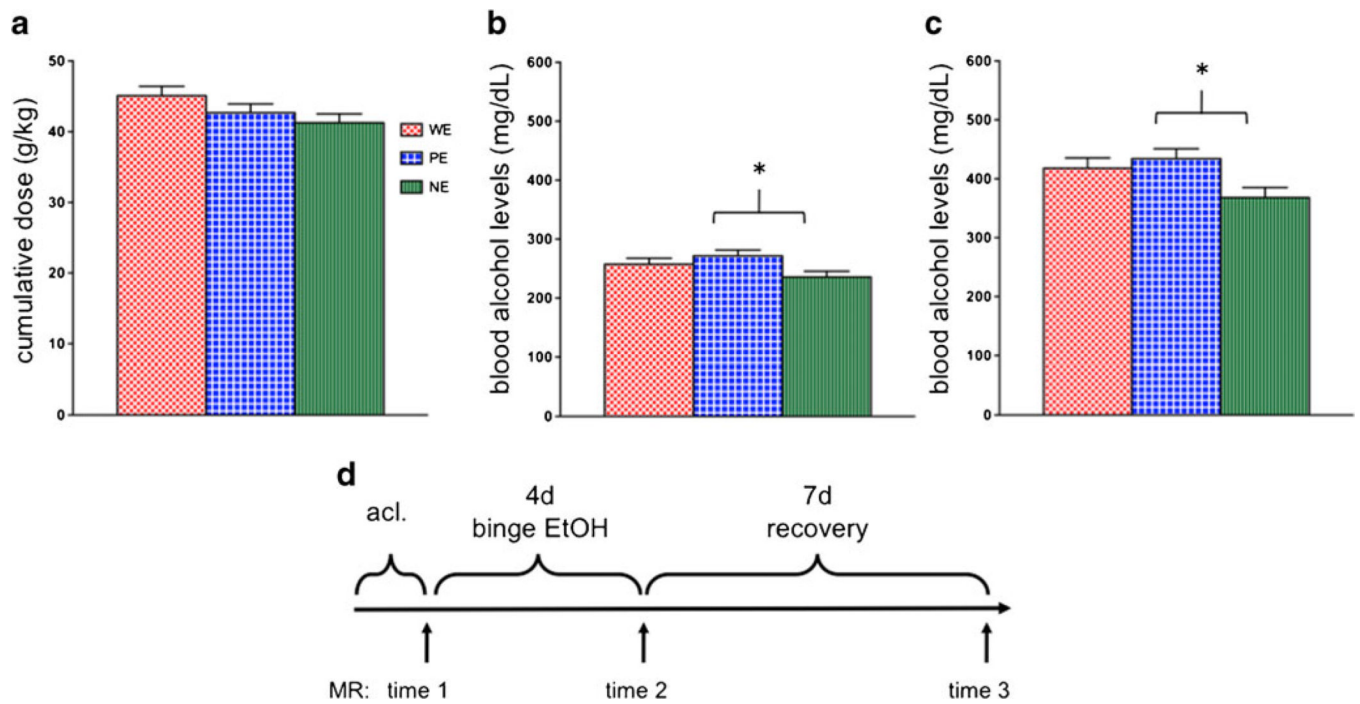 a
cumulative dose (g/kg)
50
40
30
20
10
0
WE
PE
NE
b
blood alcohol levels (mg/dL)
600
500
400
300
200
100
0
*
c
blood alcohol levels (mg/dL)
600
500
400
300
200
100
0
*
d
acl.
4d
binge EtOH
7d
recovery
MR: time 1 time 2 time 3